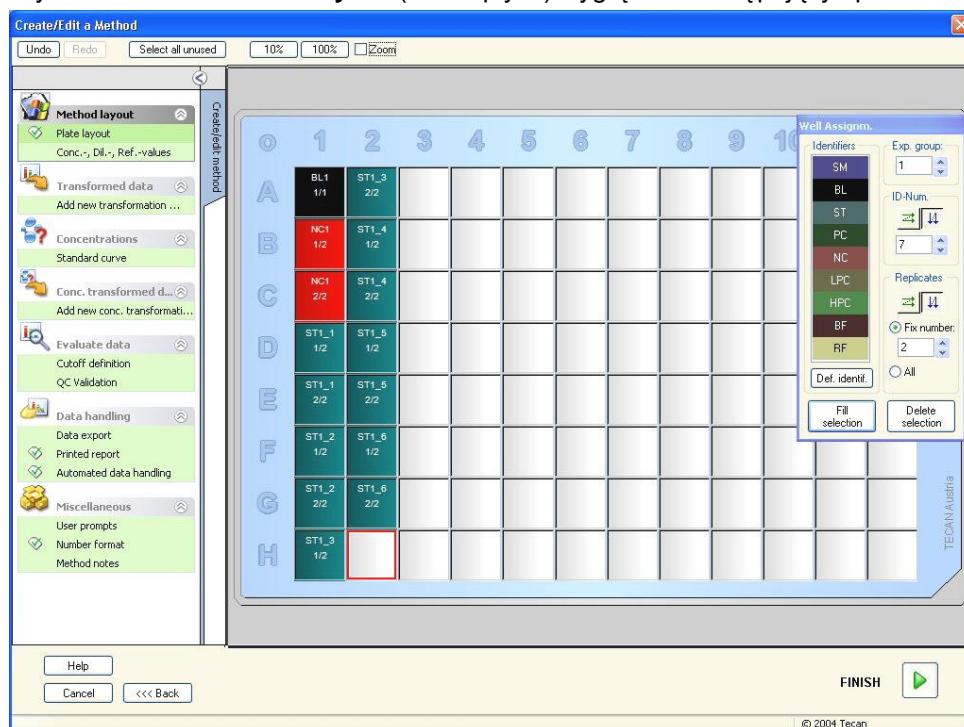 Create/Edit a Method
Undo Redo Select all unused 10% 100% Zoom
Method layout
Plate layout
Conc.-, Dil.-, Ref.-values
Transformed data
Add new transformation ...
Concentrations
Standard curve
Conc. transformed d...
Add new conc. transformati...
Evaluate data
Cutoff definition
QC Validation
Data handling
Data export
Printed report
Automated data handling
Miscellaneous
User prompts
Number format
Method notes
Create/edit method
o 1 2 3 4 5 6 7 8 9 10
A BL1 1/1 ST1_3 2/2
B NC1 1/2 ST1_4 1/2
C NC1 2/2 ST1_4 2/2
D ST1_1 1/2 ST1_5 1/2
E ST1_1 2/2 ST1_5 2/2
F ST1_2 1/2 ST1_6 1/2
G ST1_2 2/2 ST1_6 2/2
H ST1_3 1/2
Well Assignm.
Identifiers
SM
BL
ST
PC
NC
LPC
HPC
BF
RF
Def. identif.
Exp. group:
1
ID-Num.
7
Replicates
Fix number:
2
All
Fill selection
Delete selection
TECAN Austria
Help
Cancel <<< Back
FINISH
© 2004 Tecan